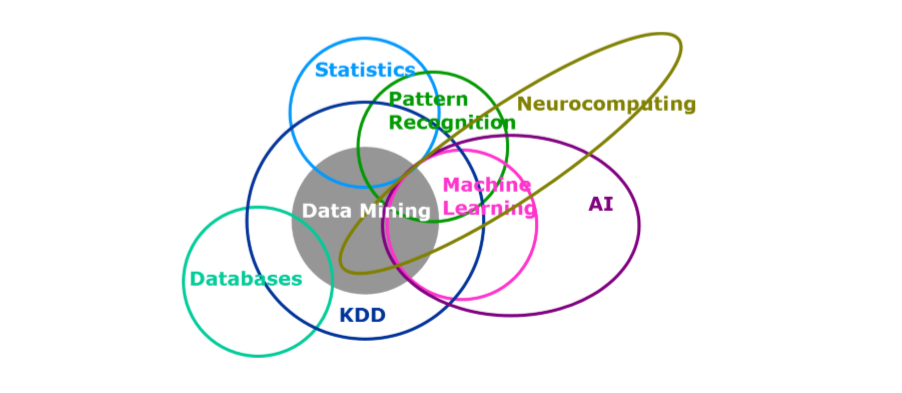 Statistics
Pattern
Recognition
Neurocomputing
Machine
Learning
AI
Data Mining
Databases
KDD